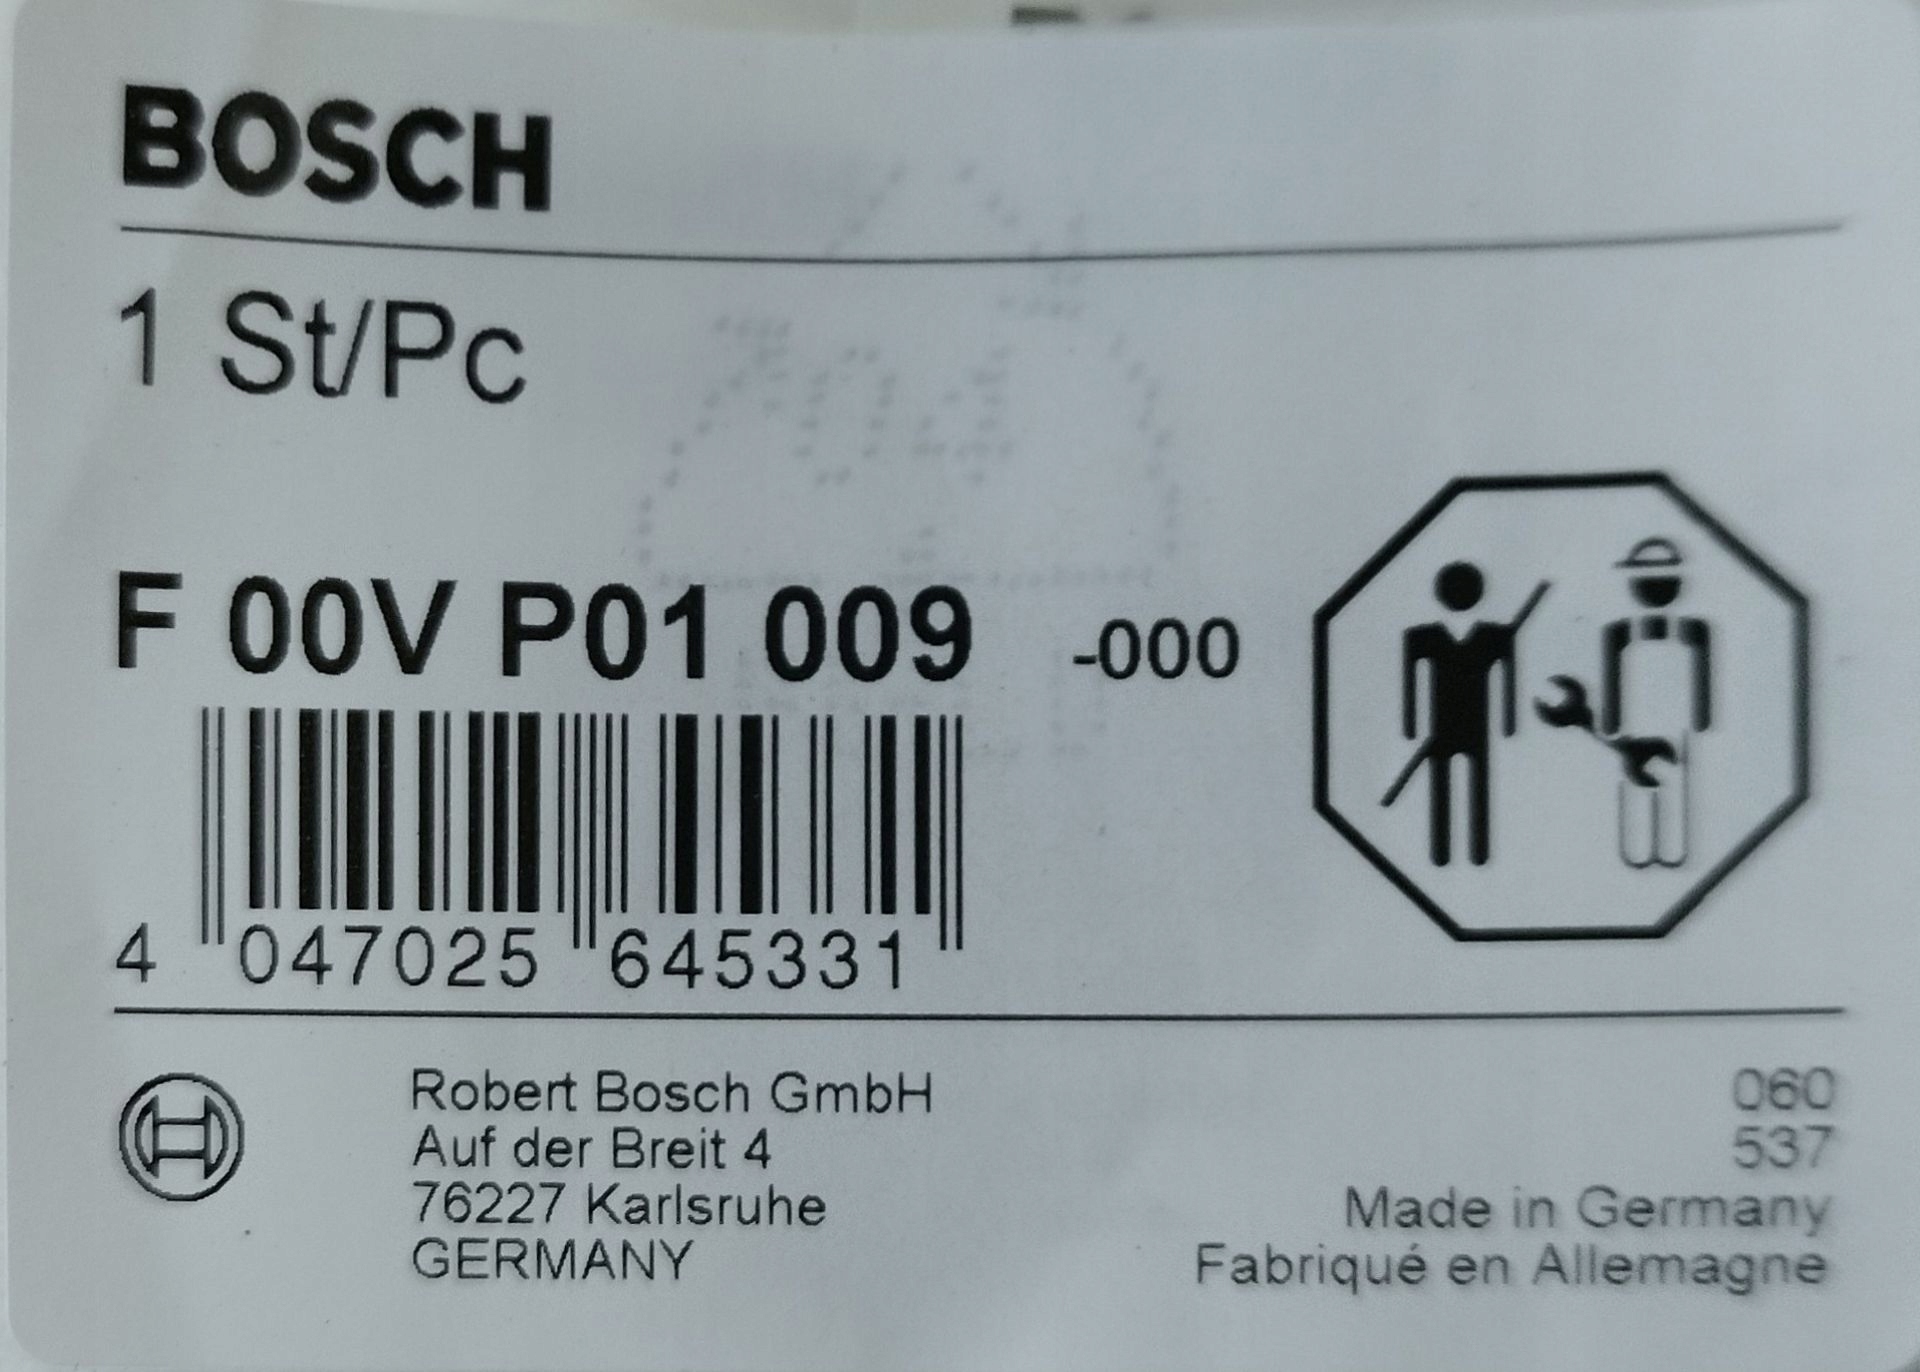 BOSCH
1 St/Pc
F 00V P01 009 -000
4 047025 645331
Robert Bosch GmbH
Auf der Breit 4
76227 Karlsruhe
GERMANY
060
537
Made in Germany
Fabriqué en Allemagne